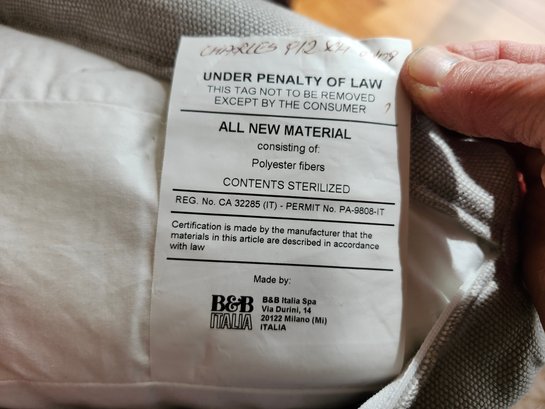 CHARLES
UNDER PENALTY OF LAW
THIS TAG NOT TO BE REMOVED
EXCEPT BY THE CONSUMER
ALL NEW MATERIAL
consisting of:
Polyester fibers
CONTENTS STERILIZED
REG. No. CA 32285 (IT) - PERMIT No. PA-9808-IT
Certification is made by the manufacturer that the
materials in this article are described in accordance
with law
Made by:
B&B
ITALIA
B&B Italia Spa
Via Durini, 14
20122 Milano (Mi)
ITALIA